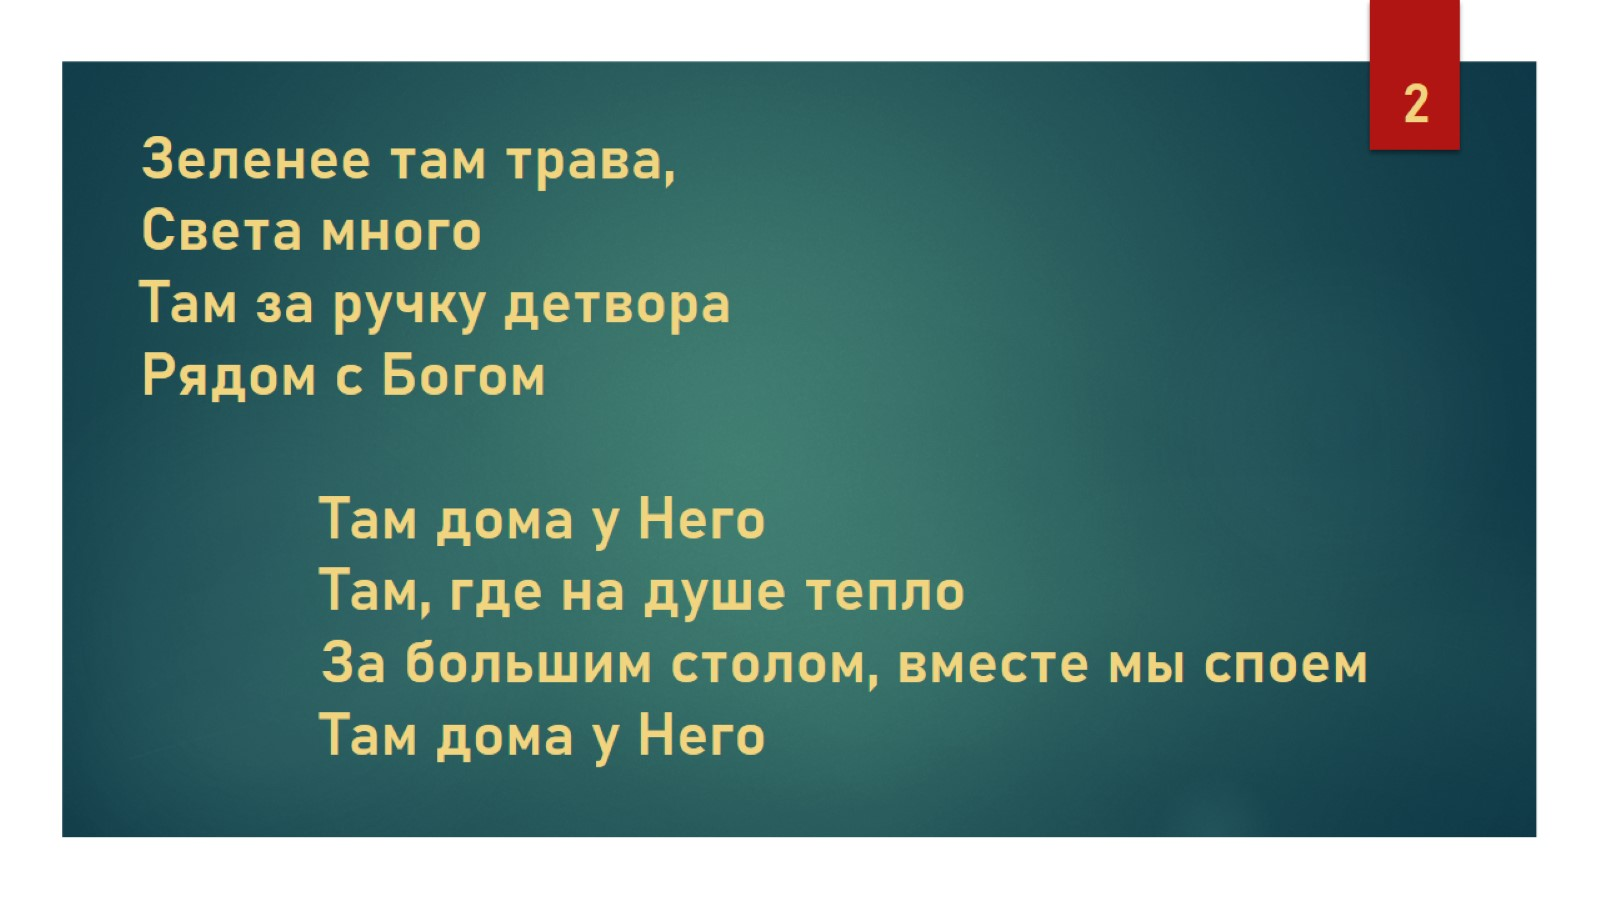 2
Зеленее там трава,
Света много
Там за ручку детвора
Рядом с Богом
Там дома у Него
Там, где на душе тепло
За большим столом, вместе мы споем
Там дома у Него